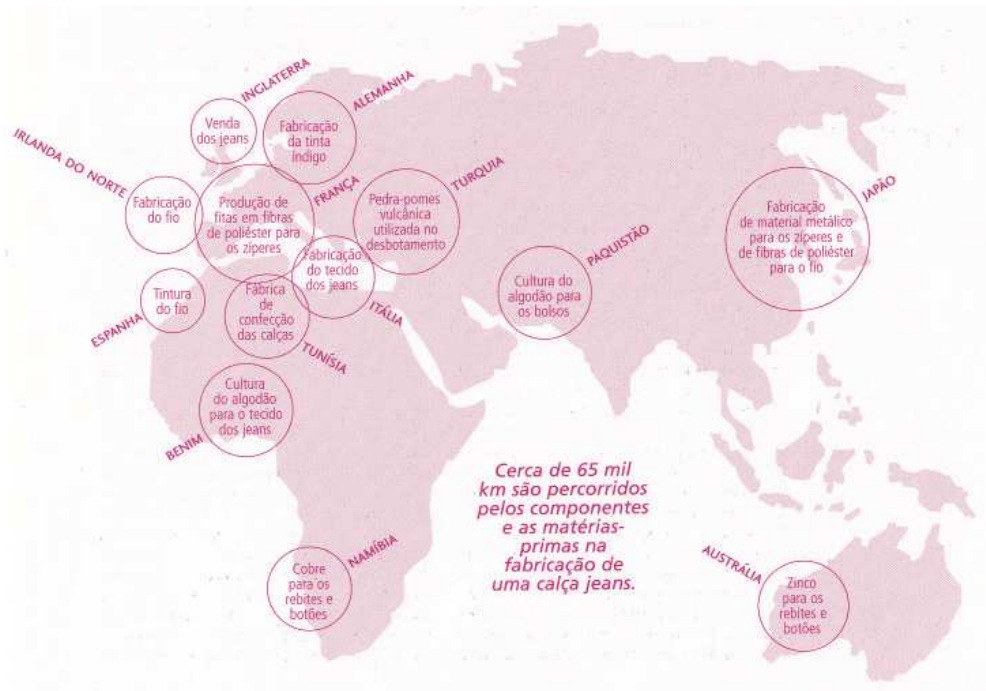 INGLATERRA
Venda
dos jeans
ALEMANHA
Fabricação
da tinta
índigo
IRLANDA DO NORTE
Fabricação
do fio
FRANÇA
Produção de
fitas em fibras
de poliéster para
os zíperes
TURQUIA
Pedra-pomes
vulcânica
utilizada no
desbotamento
JAPÃO
Fabricação
de material metálico
para os zíperes e
de fibras de poliéster
para o fio
PAQUISTÃO
Cultura do
algodão para
os bolsos
ITÁLIA
Fabricação
do tecido
dos jeans
ESPANHA
Tintura
do fio
TUNÍSIA
Fábrica
de
confecção
das calças
BENIM
Cultura
do algodão
para o tecido
dos jeans
Cerca de 65 mil
km são percorridos
pelos componentes
e as matérias-
primas na
fabricação de
uma calça jeans.
NAMÍBIA
Cobre
para os
rebites e
botões
AUSTRÁLIA
Zinco
para os
rebites e
botões